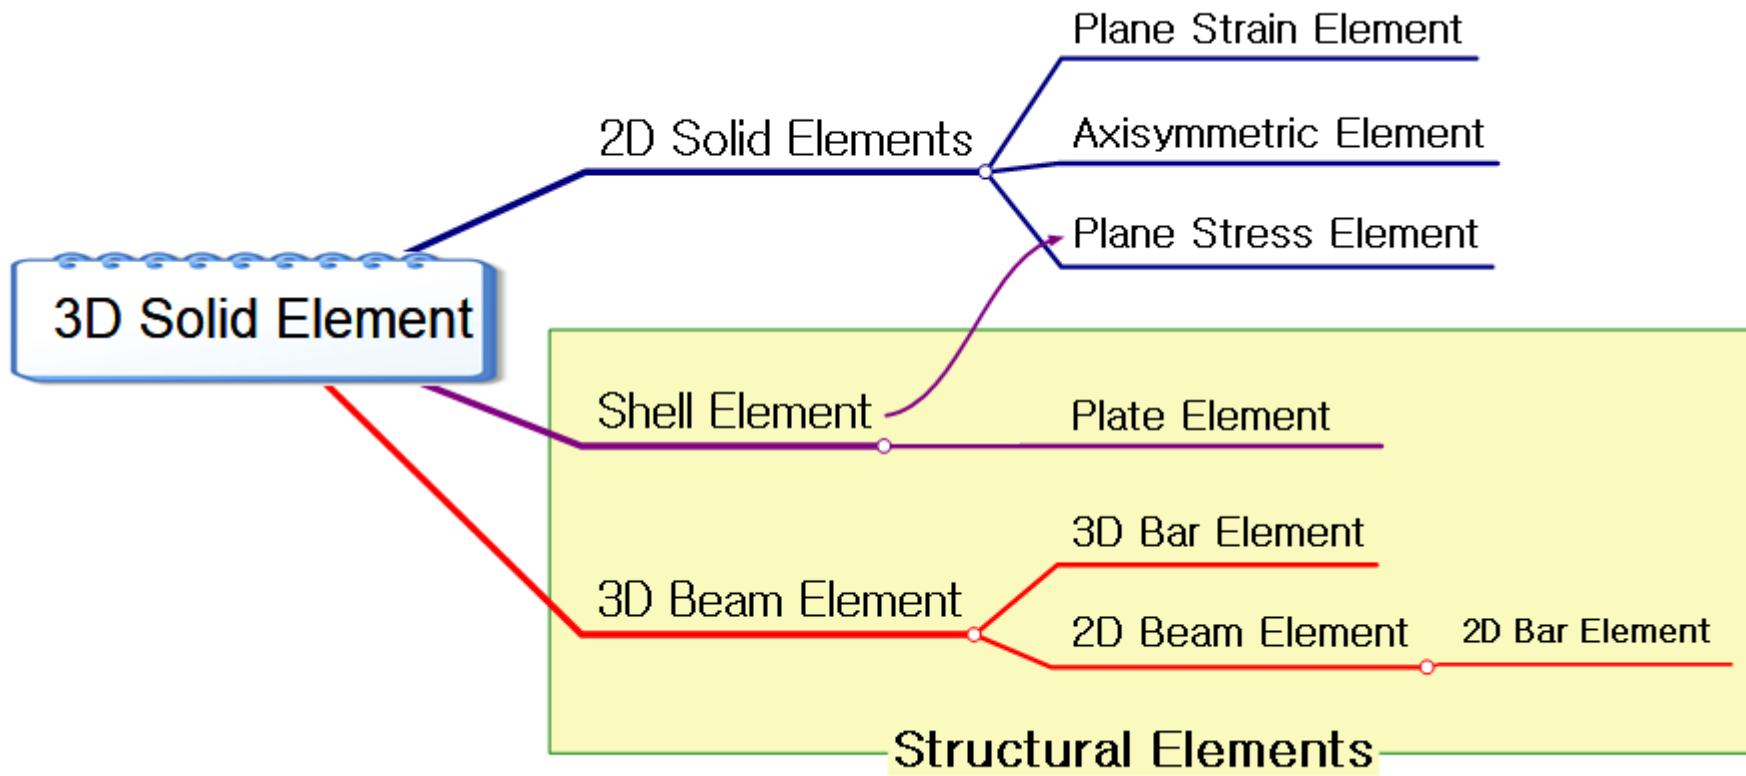 Plane Strain Element
2D Solid Elements
Axisymmetric Element
Plane Stress Element
3D Solid Element
Shell Element
Plate Element
3D Bar Element
3D Beam Element
2D Beam Element
2D Bar Element
Structural Elements